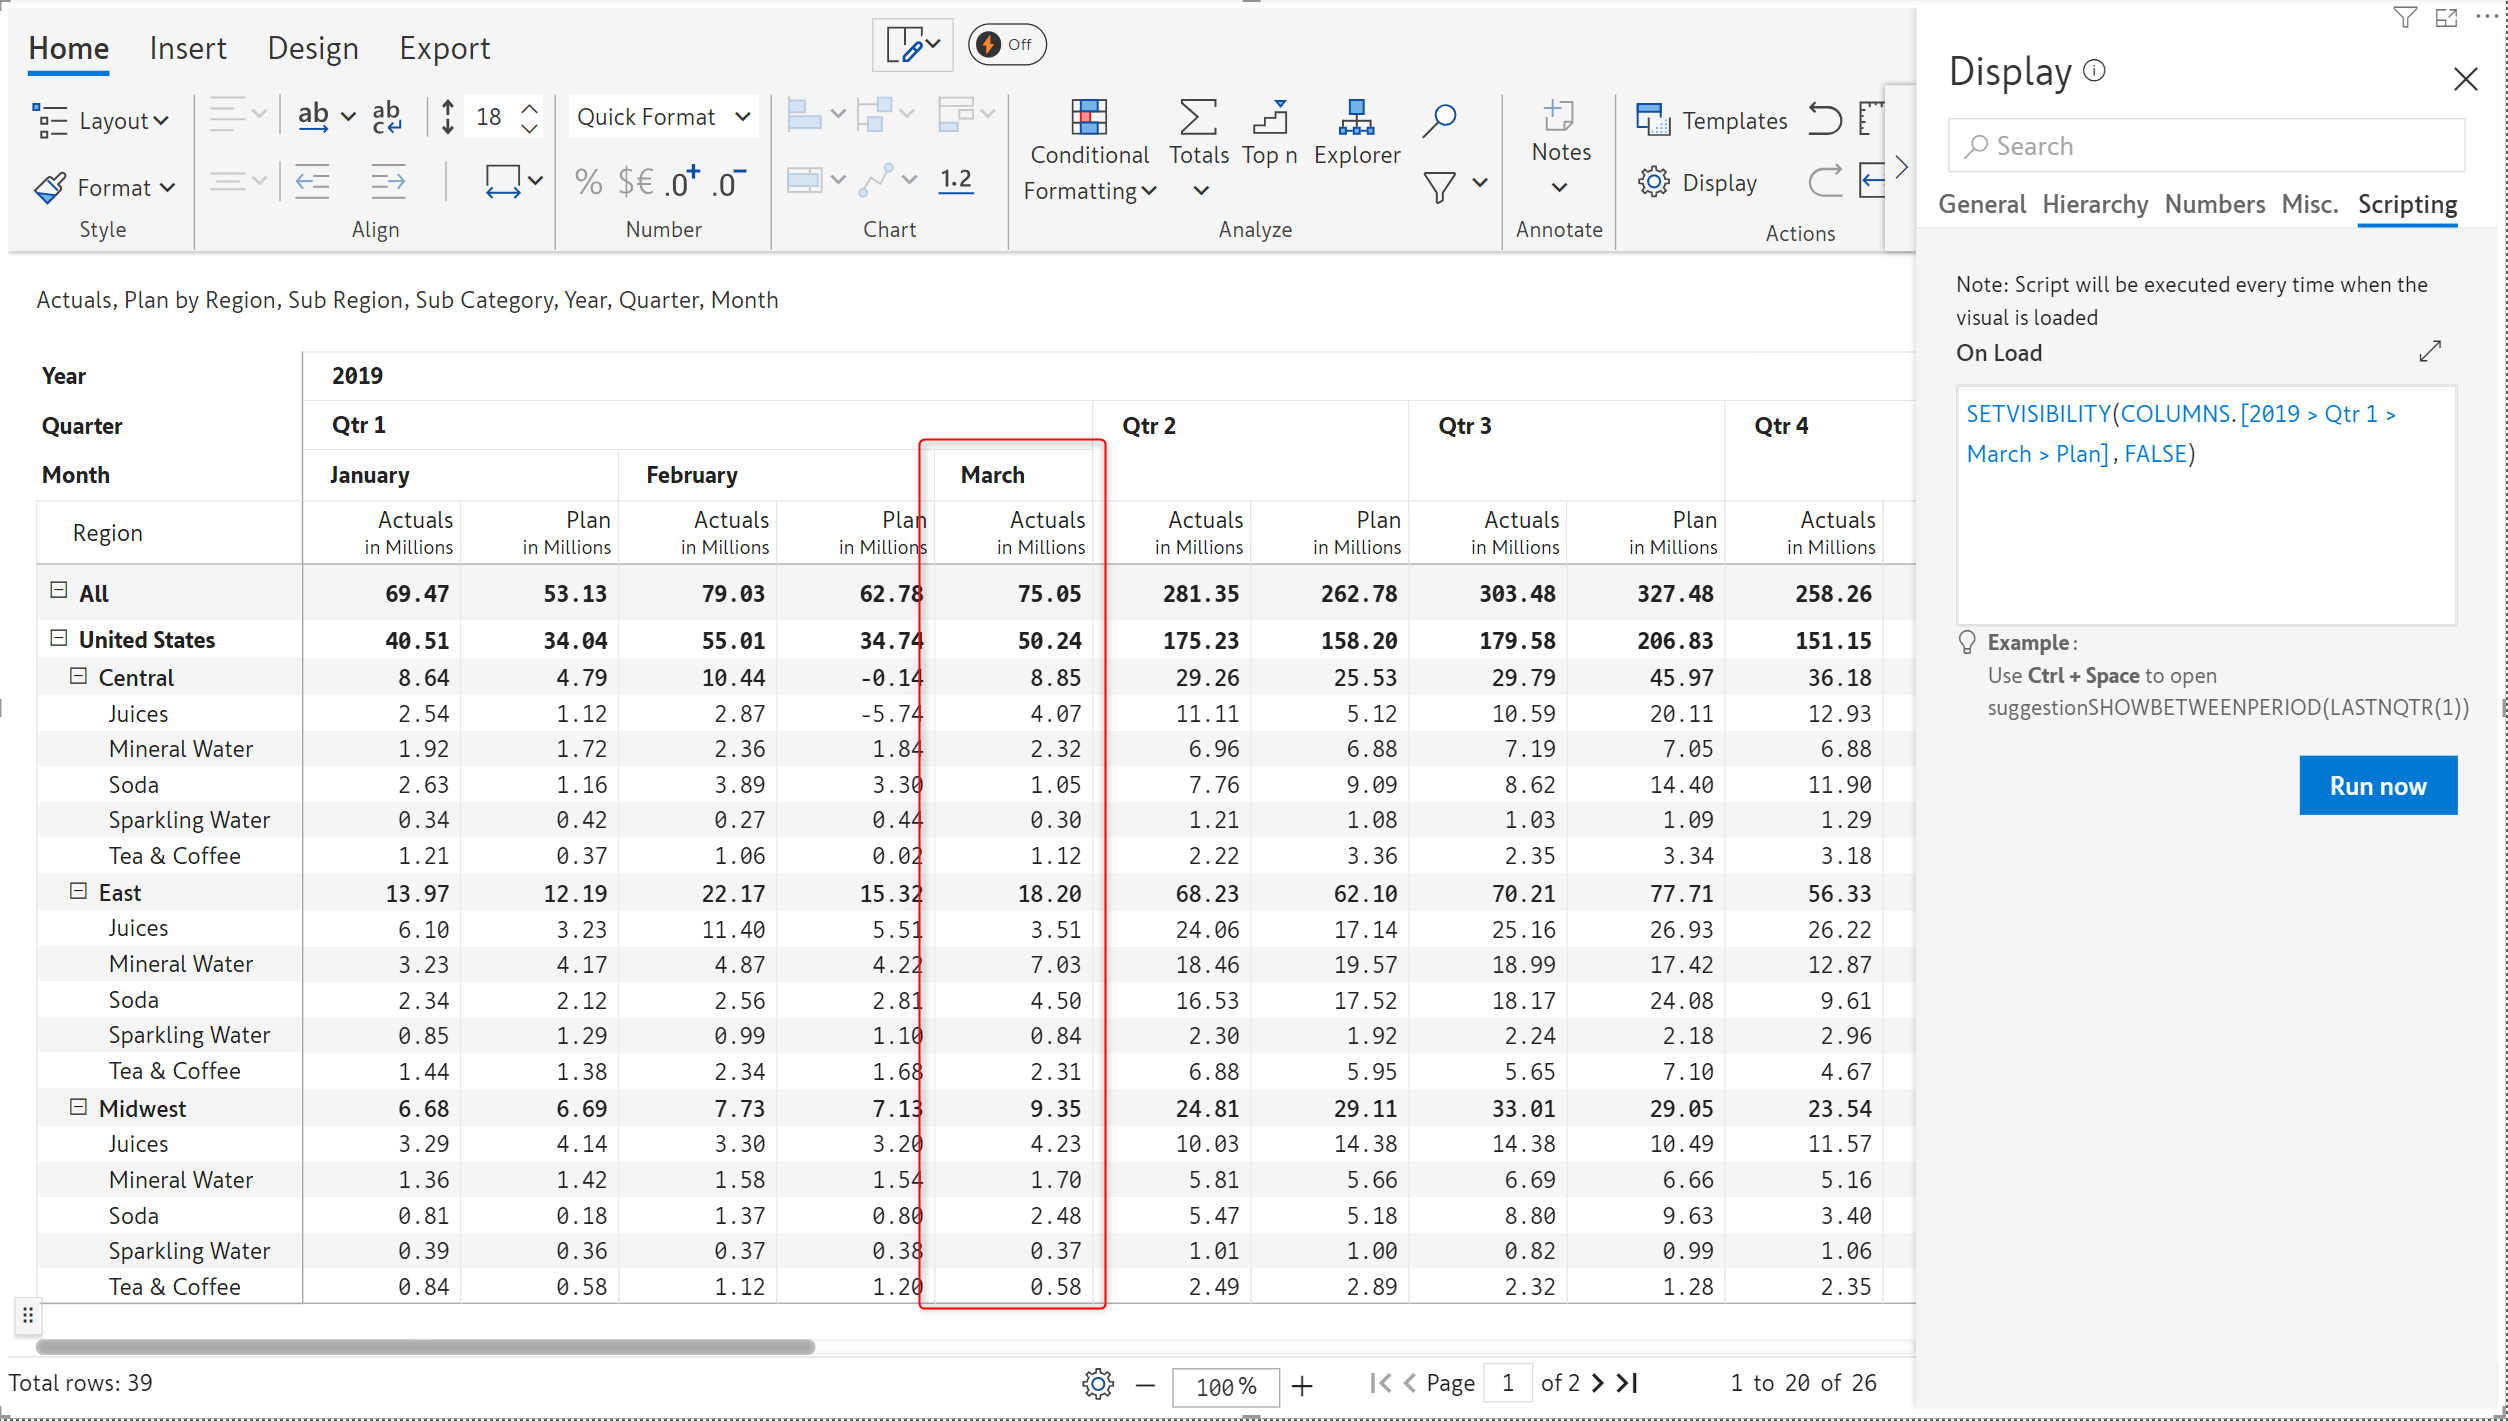 Home Insert Design Export Off
Layout ab ab c 18 Quick Format Conditional Formatting Totals Top n Explorer Notes Templates
Format % $€ .0+ .0- 1.2 Display
Style Align Number Chart Analyze Annotate Actions
Actuals, Plan by Region, Sub Region, Sub Category, Year, Quarter, Month
Year 2019
Quarter Qtr 1 Qtr 2 Qtr 3 Qtr 4
Month January February March
Region Actuals Plan Actuals Plan Actuals Actuals Plan Actuals Plan Actuals
in Millions in Millions in Millions in Millions in Millions in Millions in Millions in Millions in Millions in Millions
All 69.47 53.13 79.03 62.78 75.05 281.35 262.78 303.48 327.48 258.26
United States 40.51 34.04 55.01 34.74 50.24 175.23 158.20 179.58 206.83 151.15
Central 8.64 4.79 10.44 -0.14 8.85 29.26 25.53 29.79 45.97 36.18
Juices 2.54 1.12 2.87 -5.74 4.07 11.11 5.12 10.59 20.11 12.93
Mineral Water 1.92 1.72 2.36 1.84 2.32 6.96 6.88 7.19 7.05 6.88
Soda 2.63 1.16 3.89 3.30 1.05 7.76 9.09 8.62 14.40 11.90
Sparkling Water 0.34 0.42 0.27 0.44 0.30 1.21 1.08 1.03 1.09 1.29
Tea & Coffee 1.21 0.37 1.06 0.02 1.12 2.22 3.36 2.35 3.34 3.18
East 13.97 12.19 22.17 15.32 18.20 68.23 62.10 70.21 77.71 56.33
Juices 6.10 3.23 11.40 5.51 3.51 24.06 17.14 25.16 26.93 26.22
Mineral Water 3.23 4.17 4.87 4.22 7.03 18.46 19.57 18.99 17.42 12.87
Soda 2.34 2.12 2.56 2.81 4.50 16.53 17.52 18.17 24.08 9.61
Sparkling Water 0.85 1.29 0.99 1.10 0.84 2.30 1.92 2.24 2.18 2.96
Tea & Coffee 1.44 1.38 2.34 1.68 2.31 6.88 5.95 5.65 7.10 4.67
Midwest 6.68 6.69 7.73 7.13 9.35 24.81 29.11 33.01 29.05 23.54
Juices 3.29 4.14 3.30 3.20 4.23 10.03 14.38 14.38 10.49 11.57
Mineral Water 1.36 1.42 1.58 1.54 1.70 5.81 5.66 6.69 6.66 5.16
Soda 0.81 0.18 1.37 0.80 2.48 5.47 5.18 8.80 9.63 3.40
Sparkling Water 0.39 0.36 0.37 0.38 0.37 1.01 1.00 0.82 0.99 1.06
Tea & Coffee 0.84 0.58 1.12 1.20 0.58 2.49 2.89 2.32 1.28 2.35
Total rows: 39 100% Page 1 of 2 1 to 20 of 26
Display
Search
General Hierarchy Numbers Misc. Scripting
Note: Script will be executed every time when the
visual is loaded
On Load
SETVISIBILITY(COLUMNS.[2019 > Qtr 1 >
March > Plan],FALSE)
Example:
Use Ctrl + Space to open
suggestionSHOWBETWEENPERIOD(LASTNQTR(1))
Run now